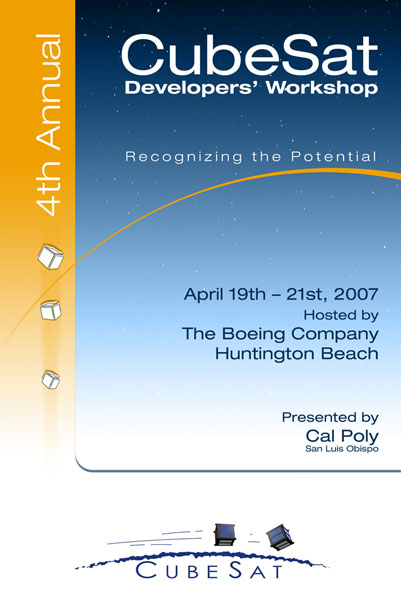 4th Annual
CubeSat
Developers' Workshop
Recognizing the Potential
April 19th – 21st, 2007
Hosted by
The Boeing Company
Huntington Beach
Presented by
Cal Poly
San Luis Obispo
CUBESAT